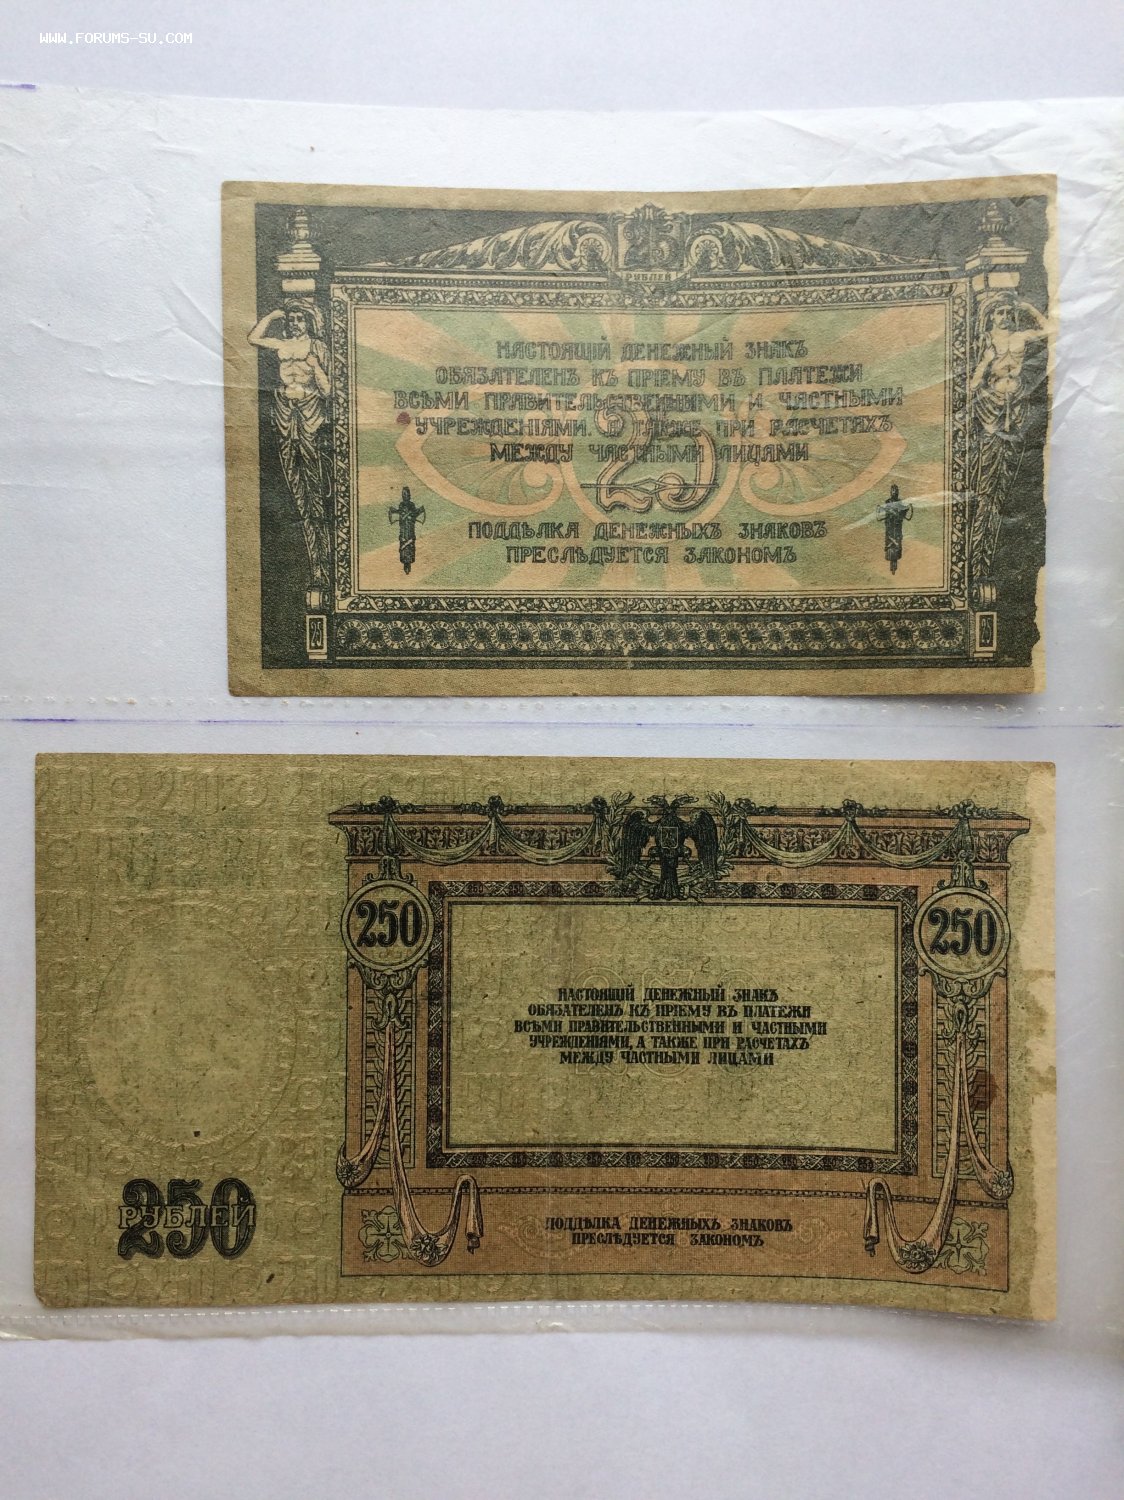 WWW.FORUMS-SU.COM
25
РУБЛЕЙ
НАСТОЯЩІЙ ДЕНЕЖНЫЙ ЗНАКЪ
ОБЯЗАТЕЛЕНЪ КЪ ПРІЕМУ ВЪ ПЛАТЕЖИ
ВСѢМИ ПРАВИТЕЛЬСТВЕННЫМИ И ЧАСТНЫМИ
УЧРЕЖДЕНІЯМИ, А ТАКЖЕ ПРИ РАСЧЕТАХЪ
МЕЖДУ ЧАСТНЫМИ ЛИЦАМИ
25
ПОДДѢЛКА ДЕНЕЖНЫХЪ ЗНАКОВЪ
ПРЕСЛѢДУЕТСЯ ЗАКОНОМЪ
25 25
250 250
НАСТОЯЩІЙ ДЕНЕЖНЫЙ ЗНАКЪ
ОБЯЗАТЕЛЕНЪ КЪ ПРІЕМУ ВЪ ПЛАТЕЖИ
ВСѢМИ ПРАВИТЕЛЬСТВЕННЫМИ И ЧАСТНЫМИ
УЧРЕЖДЕНІЯМИ, А ТАКЖЕ ПРИ РАСЧЕТАХЪ
МЕЖДУ ЧАСТНЫМИ ЛИЦАМИ
250
РУБЛЕЙ
ПОДДѢЛКА ДЕНЕЖНЫХЪ ЗНАКОВЪ
ПРЕСЛѢДУЕТСЯ ЗАКОНОМЪ